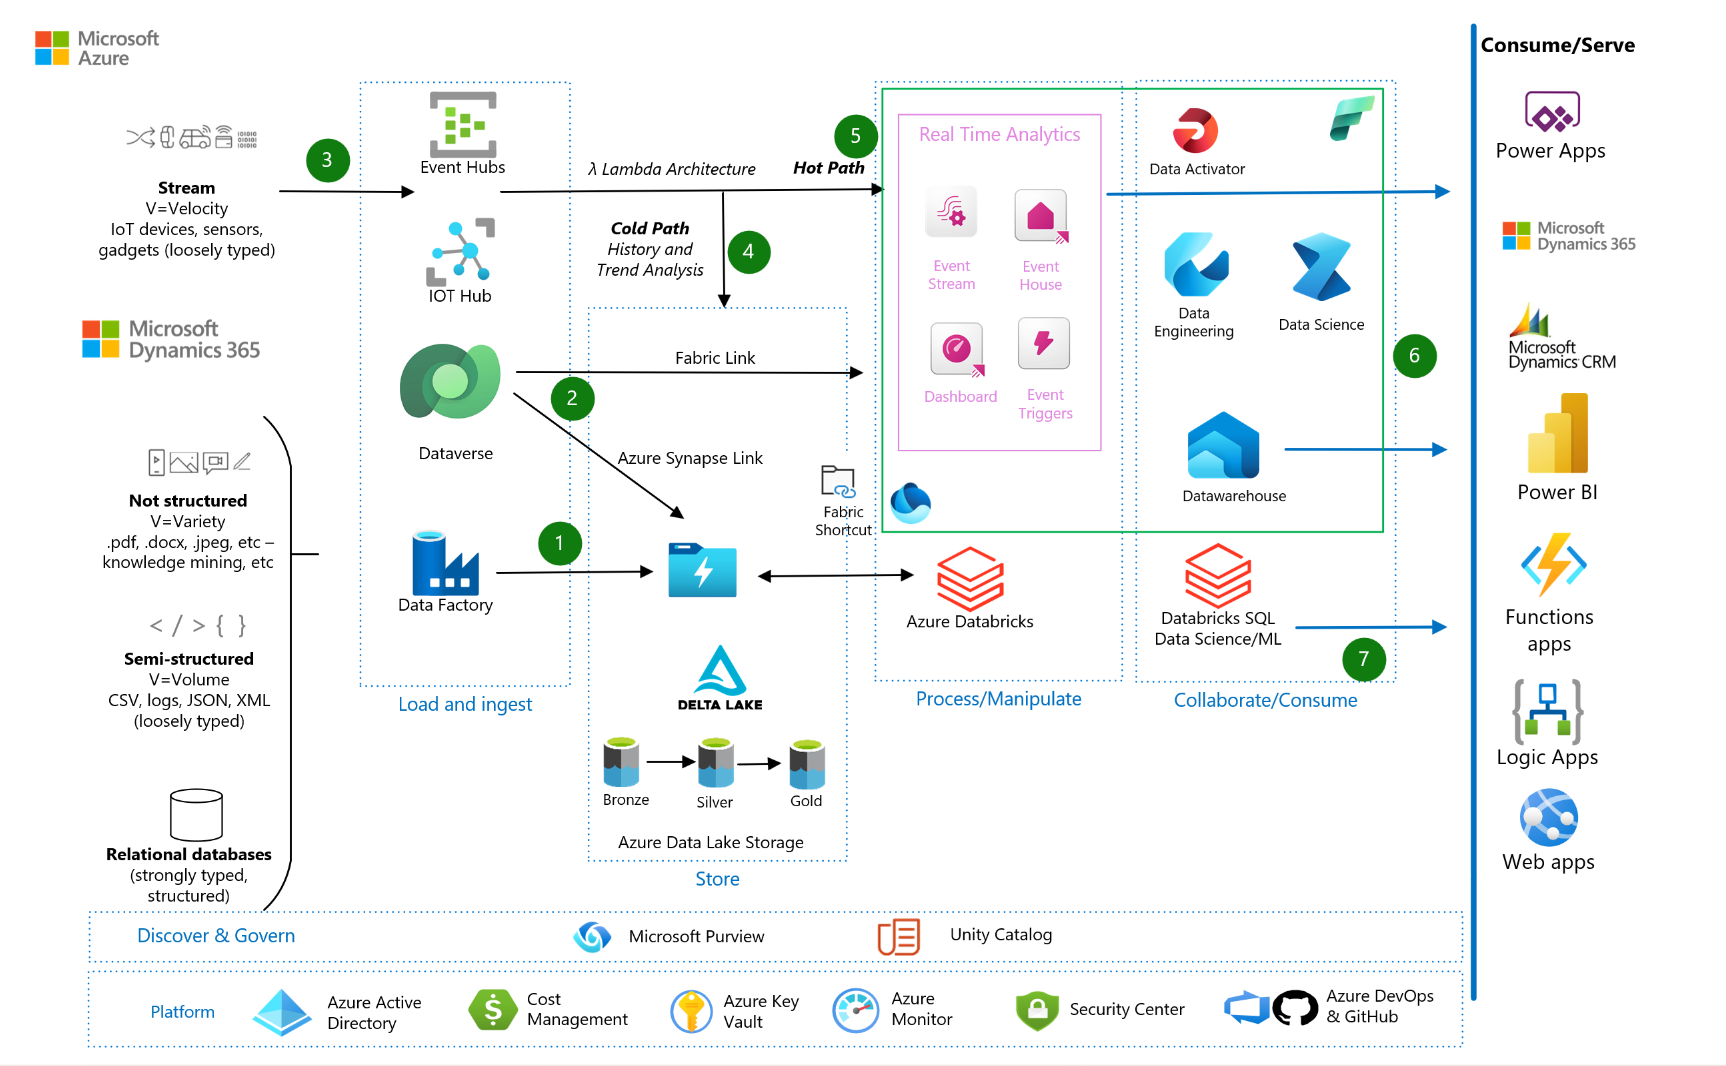 Microsoft
Azure
Stream
V=Velocity
IoT devices, sensors,
gadgets (loosely typed)
3
Microsoft
Dynamics 365
Not structured
V=Variety
.pdf, .docx, .jpeg, etc –
knowledge mining, etc
< / > { }
Semi-structured
V=Volume
CSV, logs, JSON, XML
(loosely typed)
Relational databases
(strongly typed,
structured)
Event Hubs
IOT Hub
Dataverse
Data Factory
Load and ingest
λ Lambda Architecture
Hot Path
5
Cold Path
History and
Trend Analysis
4
Fabric Link
2
Azure Synapse Link
1
Fabric
Shortcut
DELTA LAKE
Bronze
Silver
Gold
Azure Data Lake Storage
Store
Real Time Analytics
Event
Stream
Event
House
Dashboard
Event
Triggers
Azure Databricks
Process/Manipulate
Data Activator
Data
Engineering
Data Science
Datawarehouse
6
Databricks SQL
Data Science/ML
7
Collaborate/Consume
Consume/Serve
Power Apps
Microsoft
Dynamics 365
Microsoft
Dynamics CRM
Power BI
Functions
apps
Logic Apps
Web apps
Discover & Govern
Microsoft Purview
Unity Catalog
Platform
Azure Active
Directory
Cost
Management
Azure Key
Vault
Azure
Monitor
Security Center
Azure DevOps
& GitHub